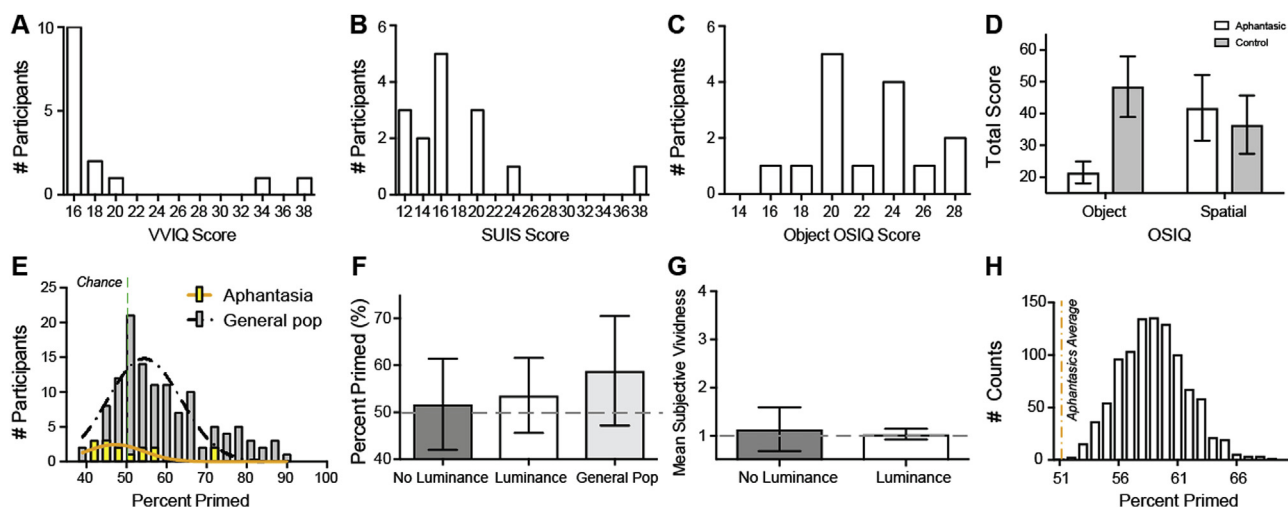 A
10
5
0
# Participants
16 18 20 22 24 26 28 30 32 34 36 38
VVIQ Score
B
6
4
2
0
# Participants
12 14 16 18 20 22 24 26 28 30 32 34 36 38
SUIS Score
C
6
4
2
0
# Participants
14 16 18 20 22 24 26 28
Object OSIQ Score
D
Aphantasic
Control
60
50
40
30
20
Total Score
Object Spatial
OSIQ
E
Chance
Aphantasia
General pop
25
20
15
10
5
0
# Participants
40 50 60 70 80 90 100
Percent Primed
F
70
60
50
40
Percent Primed (%)
No Luminance Luminance General Pop
G
4
3
2
1
Mean Subjective Vividness
No Luminance Luminance
H
150
100
50
0
# Counts
Aphantasics Average
51 56 61 66
Percent Primed